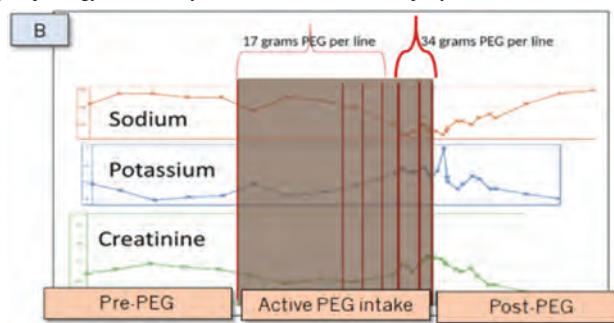 B
17 grams PEG per line
34 grams PEG per line
Sodium
Potassium
Creatinine
Pre-PEG
Active PEG intake
Post-PEG